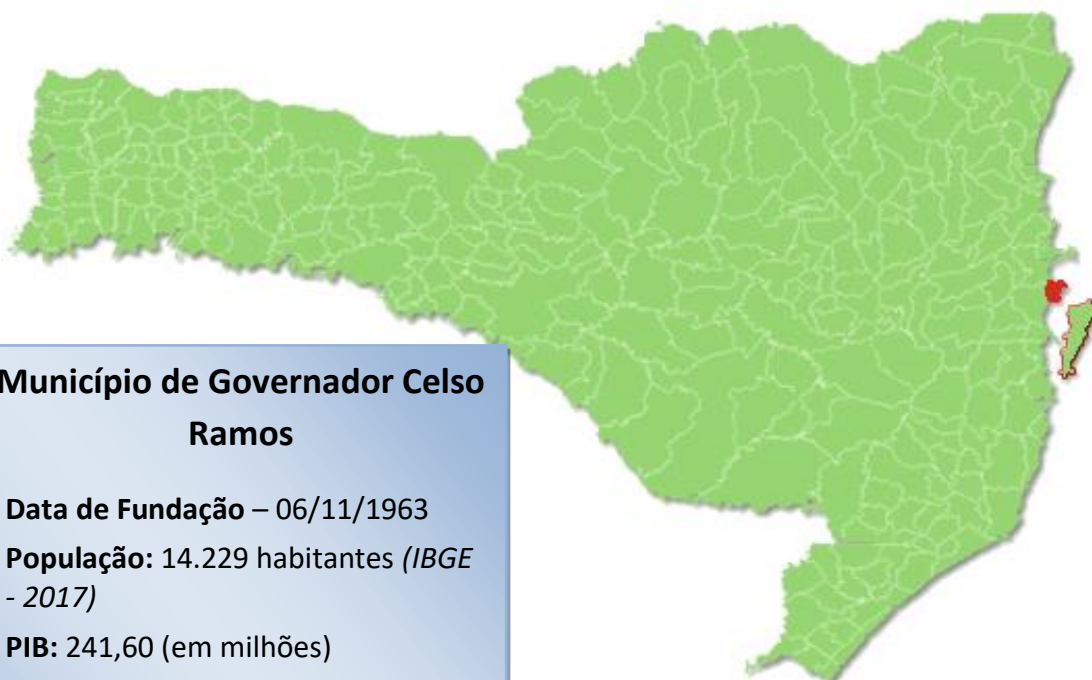 Município de Governador Celso
Ramos
Data de Fundação – 06/11/1963
População: 14.229 habitantes (IBGE
- 2017)
PIB: 241,60 (em milhões)